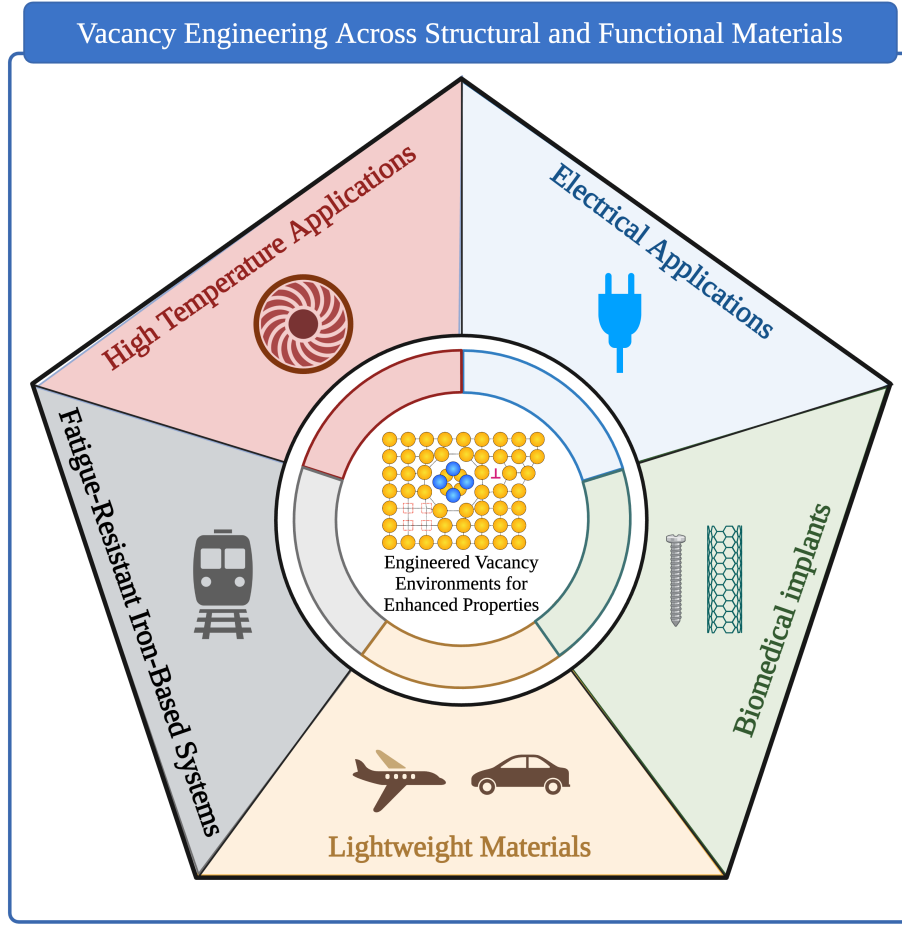 Vacancy Engineering Across Structural and Functional Materials
High Temperature Applications
Electrical Applications
Fatigue-Resistant Iron-Based Systems
Biomedical implants
Engineered Vacancy
Environments for
Enhanced Properties
Lightweight Materials